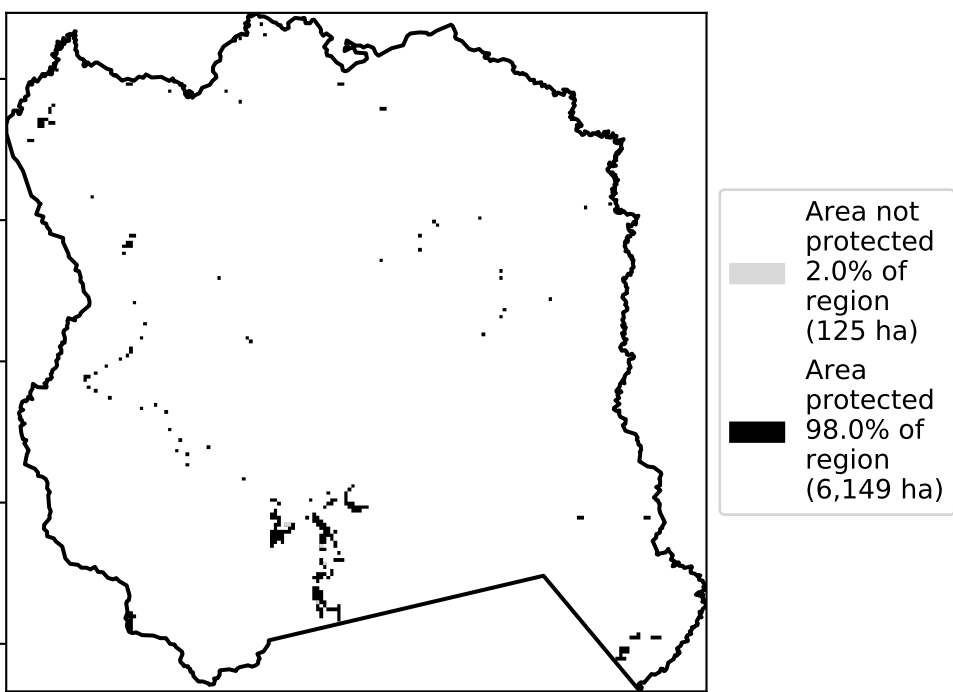 Area not
protected
2.0% of
region
(125 ha)
Area
protected
98.0% of
region
(6,149 ha)